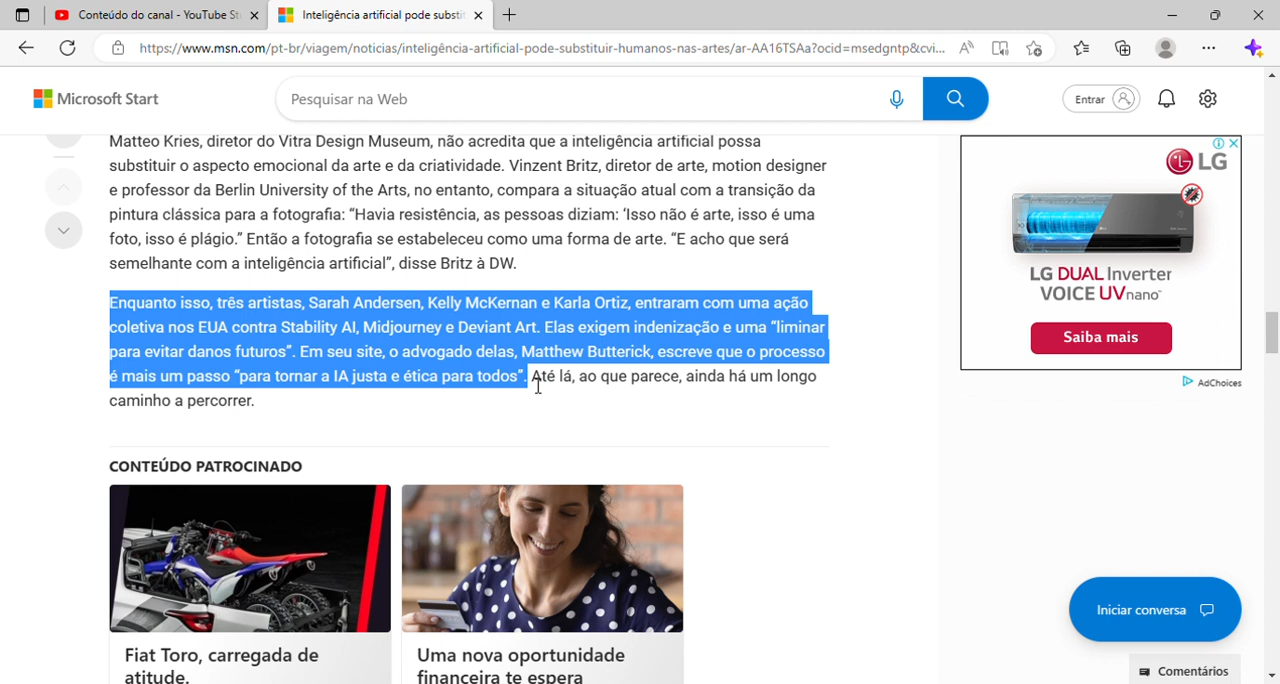 Conteúdo do canal - YouTube St
Inteligência artificial pode substit
https://www.msn.com/pt-br/viagem/noticias/inteligência-artificial-pode-substituir-humanos-nas-artes/ar-AA16TSAa?ocid=msedgntp&cvi...
Microsoft Start
Pesquisar na Web
Entrar
Matteo Kries, diretor do Vitra Design Museum, não acredita que a inteligência artificial possa
substituir o aspecto emocional da arte e da criatividade. Vinzent Britz, diretor de arte, motion designer
e professor da Berlin University of the Arts, no entanto, compara a situação atual com a transição da
pintura clássica para a fotografia: “Havia resistência, as pessoas diziam: ‘Isso não é arte, isso é uma
foto, isso é plágio.” Então a fotografia se estabeleceu como uma forma de arte. “E acho que será
semelhante com a inteligência artificial”, disse Britz à DW.
Enquanto isso, três artistas, Sarah Andersen, Kelly McKernan e Karla Ortiz, entraram com uma ação
coletiva nos EUA contra Stability AI, Midjourney e Deviant Art. Elas exigem indenização e uma “liminar
para evitar danos futuros”. Em seu site, o advogado delas, Matthew Butterick, escreve que o processo
é mais um passo “para tornar a IA justa e ética para todos”. Até lá, ao que parece, ainda há um longo
caminho a percorrer.
LG
LG DUAL Inverter
VOICE UVnano™
Saiba mais
AdChoices
CONTEÚDO PATROCINADO
Fiat Toro, carregada de
atitude.
Uma nova oportunidade
financeira te espera
Iniciar conversa
Comentários